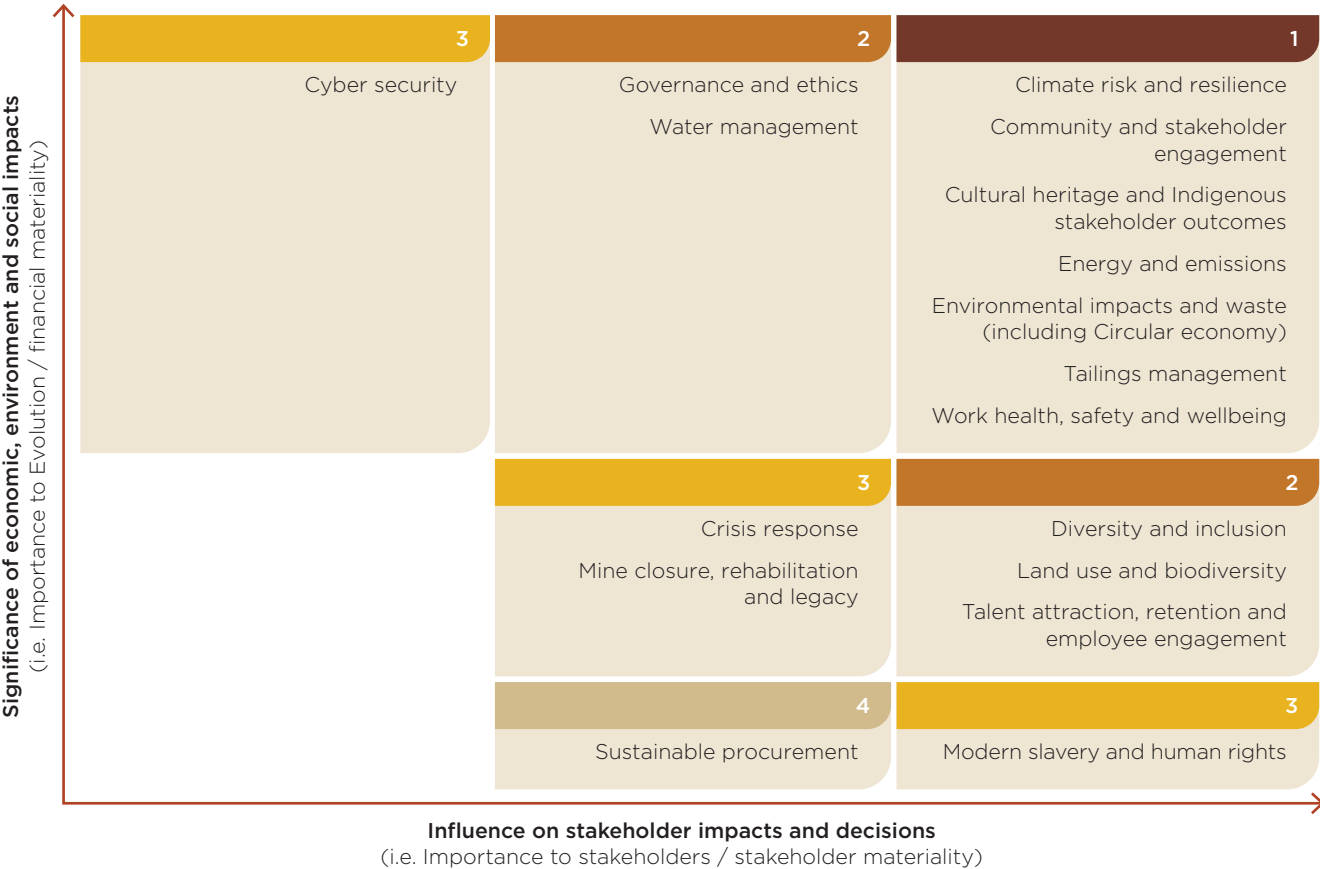 Significance of economic, environment and social impacts
(i.e. Importance to Evolution / financial materiality)
3
Cyber security
2
Governance and ethics
Water management
1
Climate risk and resilience
Community and stakeholder
engagement
Cultural heritage and Indigenous
stakeholder outcomes
Energy and emissions
Environmental impacts and waste
(including Circular economy)
Tailings management
Work health, safety and wellbeing
3
Crisis response
Mine closure, rehabilitation
and legacy
2
Diversity and inclusion
Land use and biodiversity
Talent attraction, retention and
employee engagement
4
Sustainable procurement
3
Modern slavery and human rights
Influence on stakeholder impacts and decisions
(i.e. Importance to stakeholders / stakeholder materiality)